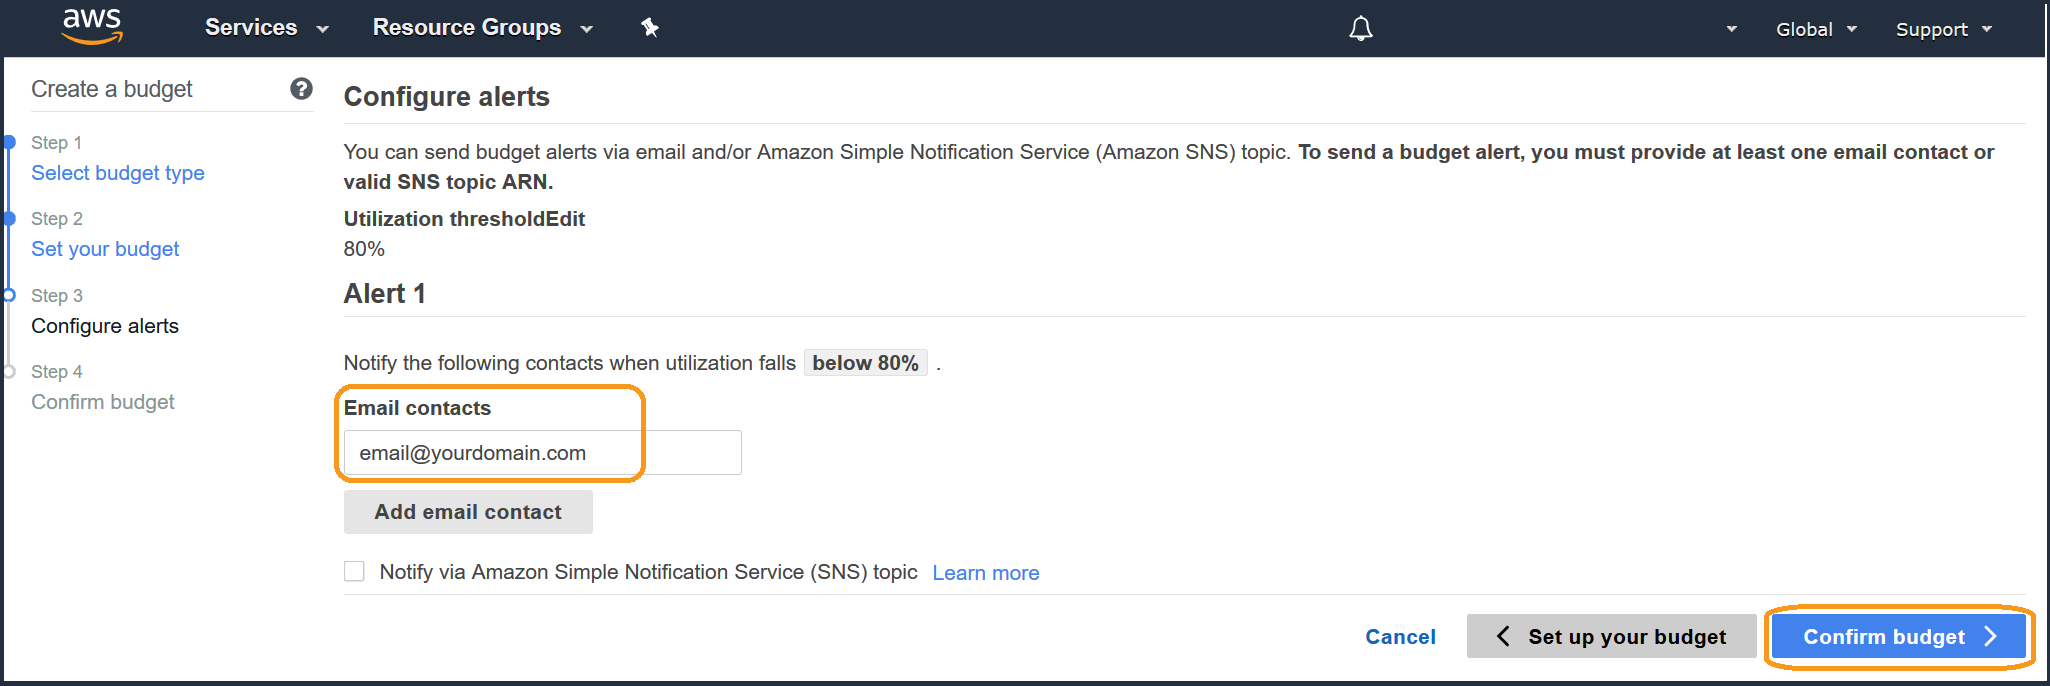 aws
Services
Resource Groups
Global
Support
Create a budget
?
Step 1
Select budget type
Step 2
Set your budget
Step 3
Configure alerts
Step 4
Confirm budget
Configure alerts
You can send budget alerts via email and/or Amazon Simple Notification Service (Amazon SNS) topic. To send a budget alert, you must provide at least one email contact or
valid SNS topic ARN.
Utilization thresholdEdit
80%
Alert 1
Notify the following contacts when utilization falls below 80% .
Email contacts
email@yourdomain.com
Add email contact
Notify via Amazon Simple Notification Service (SNS) topic Learn more
Cancel
Set up your budget
Confirm budget